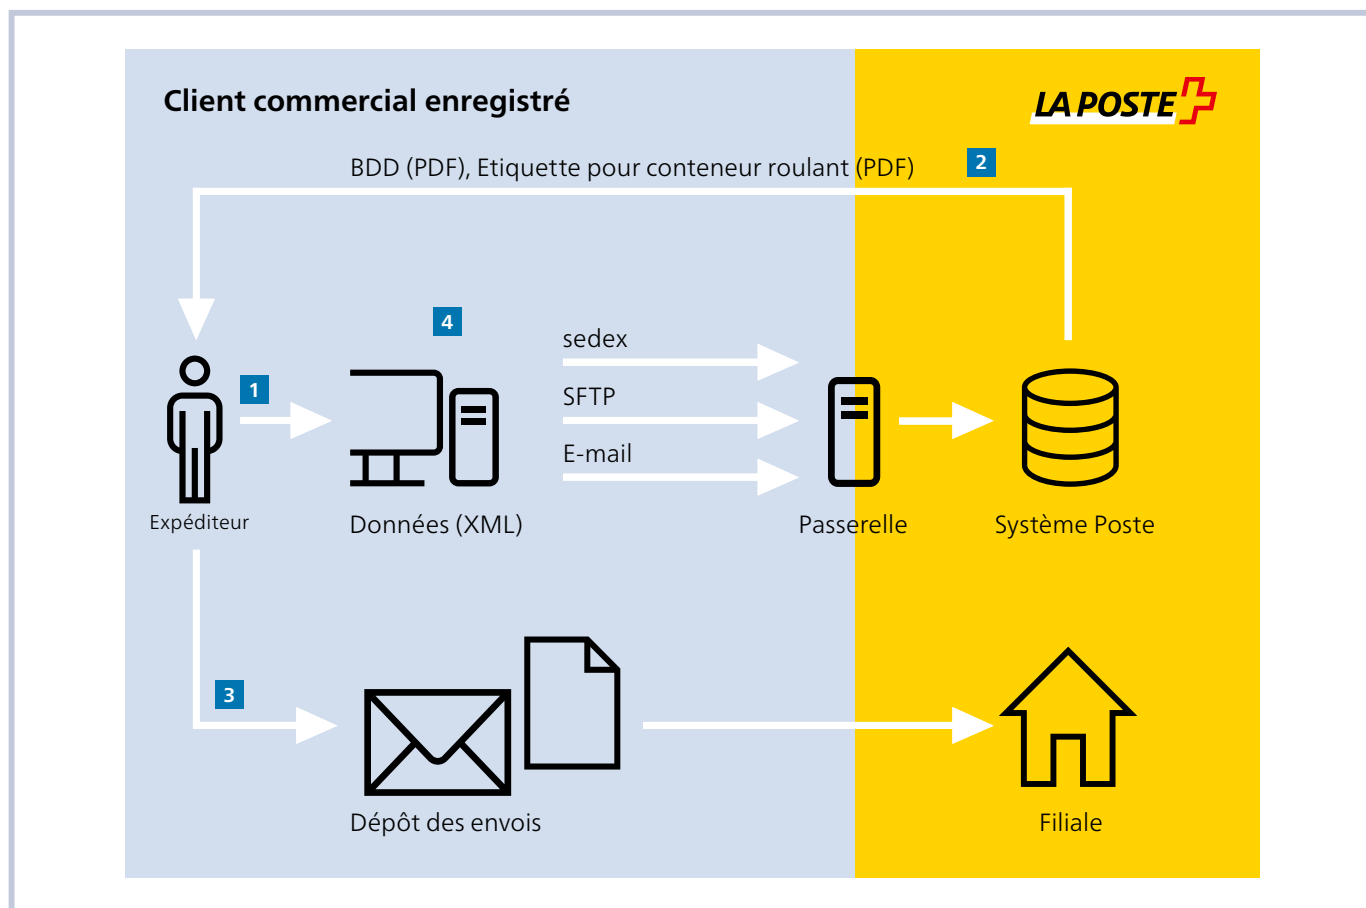 Client commercial enregistré
LA POSTE
BDD (PDF), Etiquette pour conteneur roulant (PDF)
2
4
sedex
1
SFTP
E-mail
Expéditeur
Données (XML)
Passerelle
Système Poste
3
Dépôt des envois
Filiale